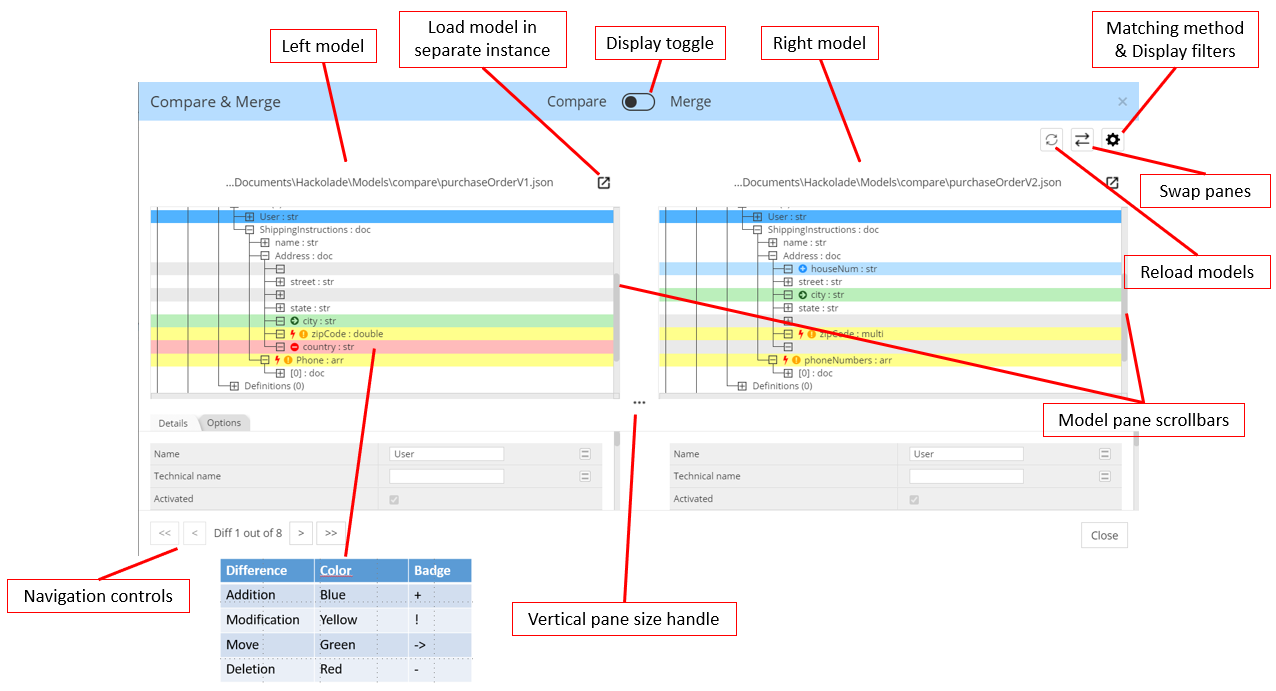 Left model
Load model in
separate instance
Display toggle
Right model
Matching method
& Display filters
Compare & Merge
Compare
Merge
Swap panes
...Documents\Hackolade\Models\compare\purchaseOrderV1.json
...Documents\Hackolade\Models\compare\purchaseOrderV2.json
Reload models
User : str
ShippingInstructions : doc
name : str
Address : doc
street : str
state : str
city : str
zipCode : double
country : str
Phone : arr
[0] : doc
Definitions (0)
User : str
ShippingInstructions : doc
name : str
Address : doc
houseNum : str
street : str
city : str
state : str
zipCode : multi
phoneNumbers : arr
[0] : doc
Definitions (0)
Model pane scrollbars
Details
Options
Name
User
Technical name
Activated
Name
User
Technical name
Activated
<< < Diff 1 out of 8 > >>
Close
Navigation controls
Vertical pane size handle
Difference Color Badge
Addition Blue +
Modification Yellow !
Move Green ->
Deletion Red -